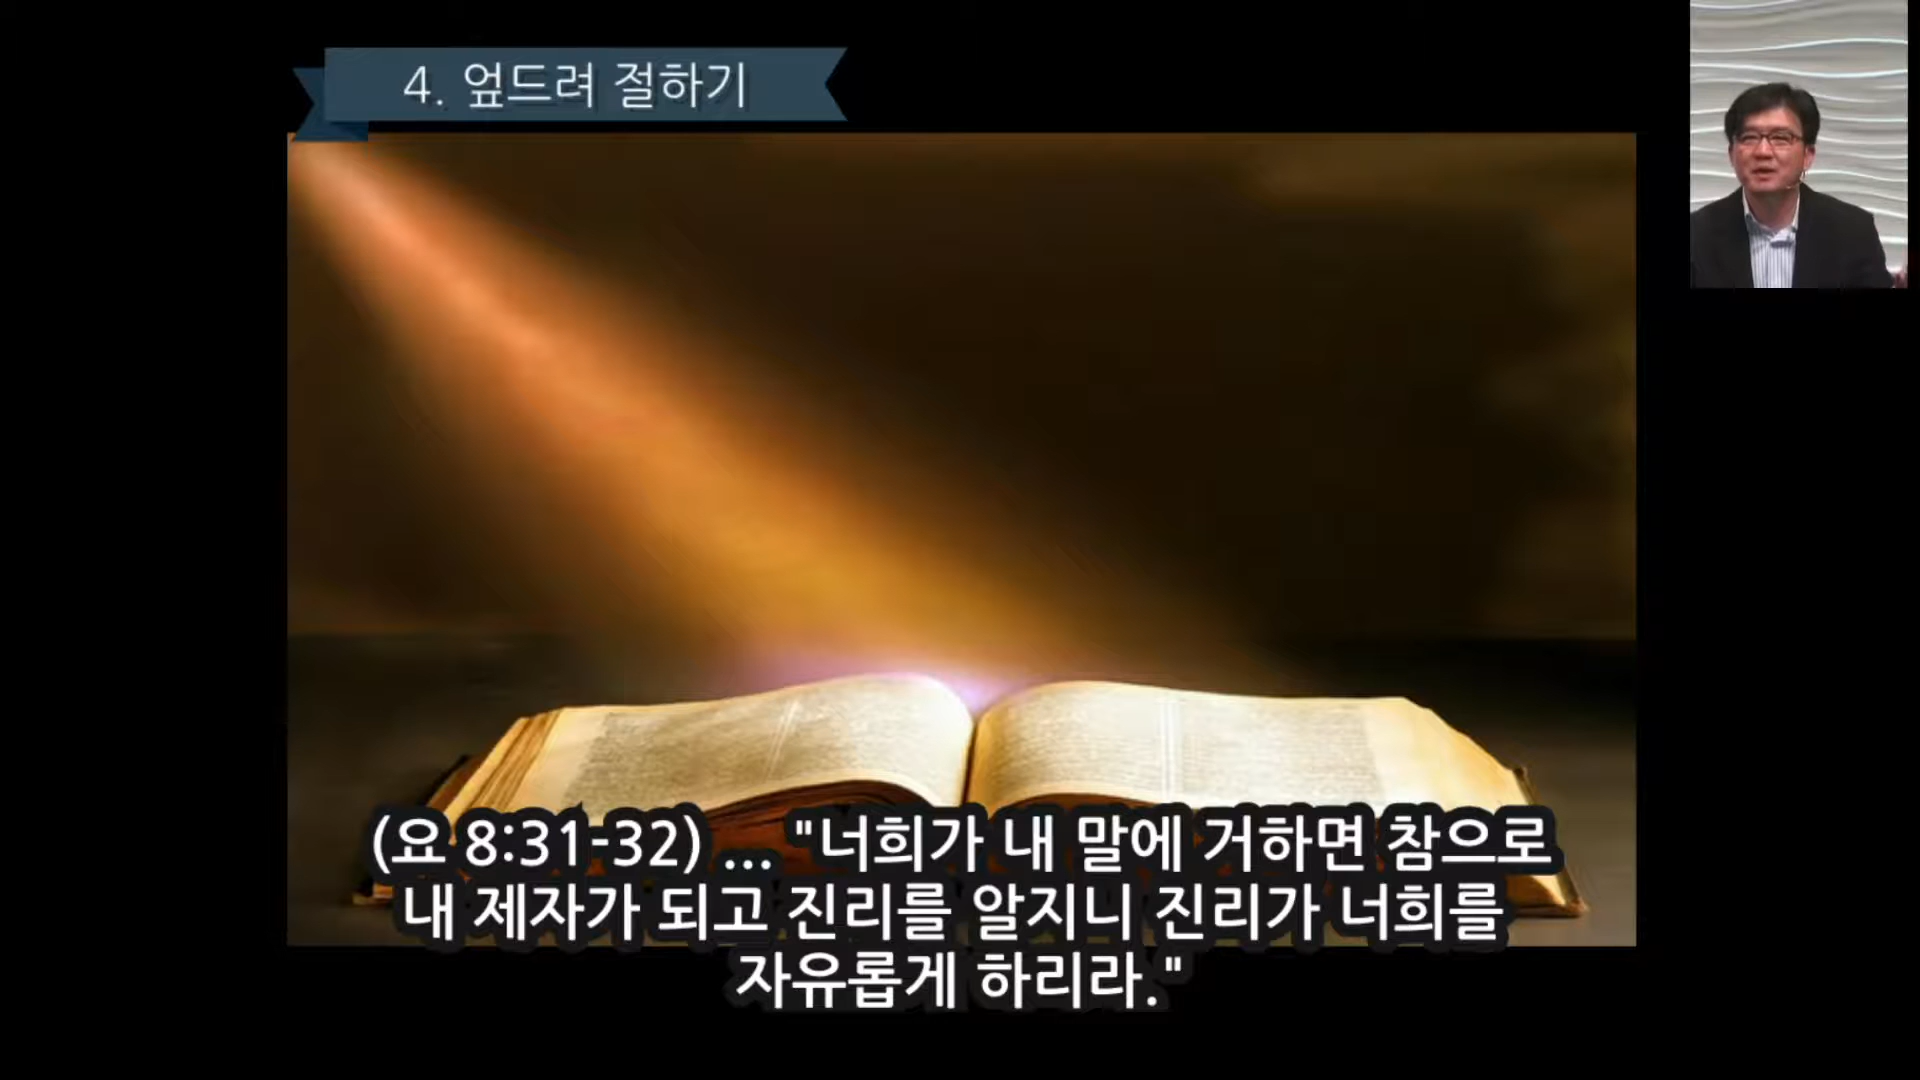 4. 엎드려 절하기
(요 8:31-32) ... "너희가 내 말에 거하면 참으로
내 제자가 되고 진리를 알지니 진리가 너희를
자유롭게 하리라."